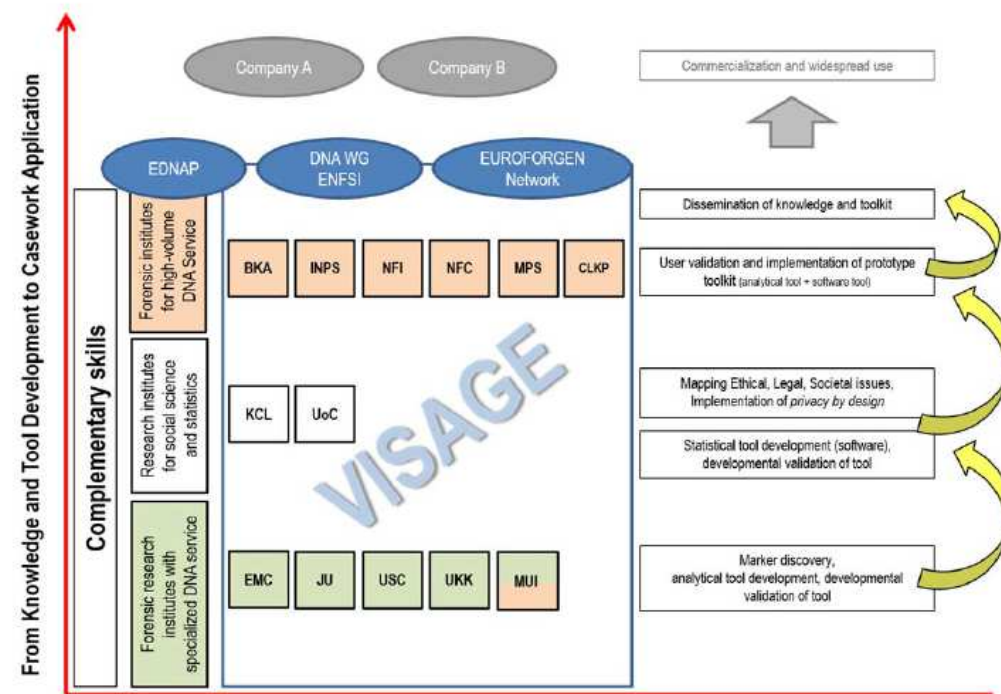 From Knowledge and Tool Development to Casework Application
Company A
Company B
Commercialization and widespread use
EDNAP
DNA WG
ENFSI
EUROFORGEN
Network
Dissemination of knowledge and toolkit
Complementary skills
Forensic institutes
for high-volume
DNA Service
BKA
INPS
NFI
NFC
MPS
CLKP
User validation and implementation of prototype
toolkit (analytical tool + software tool)
Research institutes
for social science
and statistics
KCL
UoC
VISAGE
Mapping Ethical, Legal, Societal issues,
Implementation of privacy by design
Statistical tool development (software),
developmental validation of tool
Forensic research
institutes with
specialized DNA service
EMC
JU
USC
UKK
MUI
Marker discovery,
analytical tool development, developmental
validation of tool